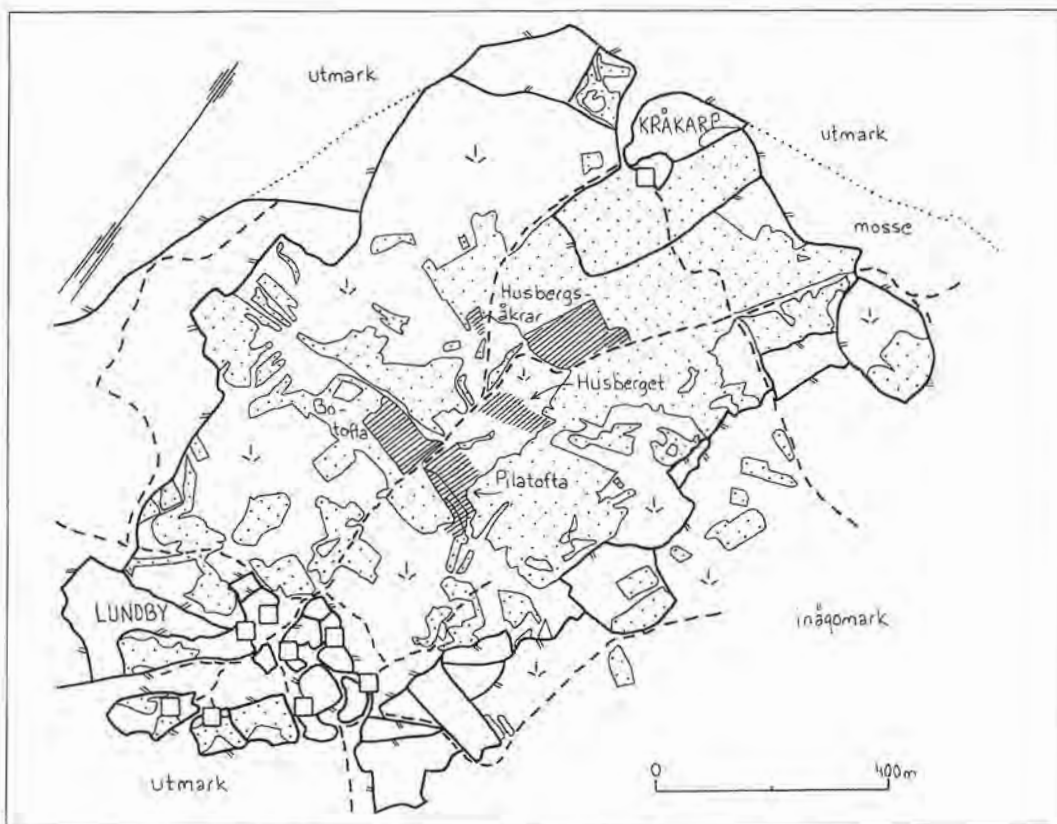 utmark
KRÅKARP
utmark
mosse
Husbergs-
åkrar
Husberget
Bo-
tofta
Pilatofta
LUNDBY
inägomark
utmark
0 400m